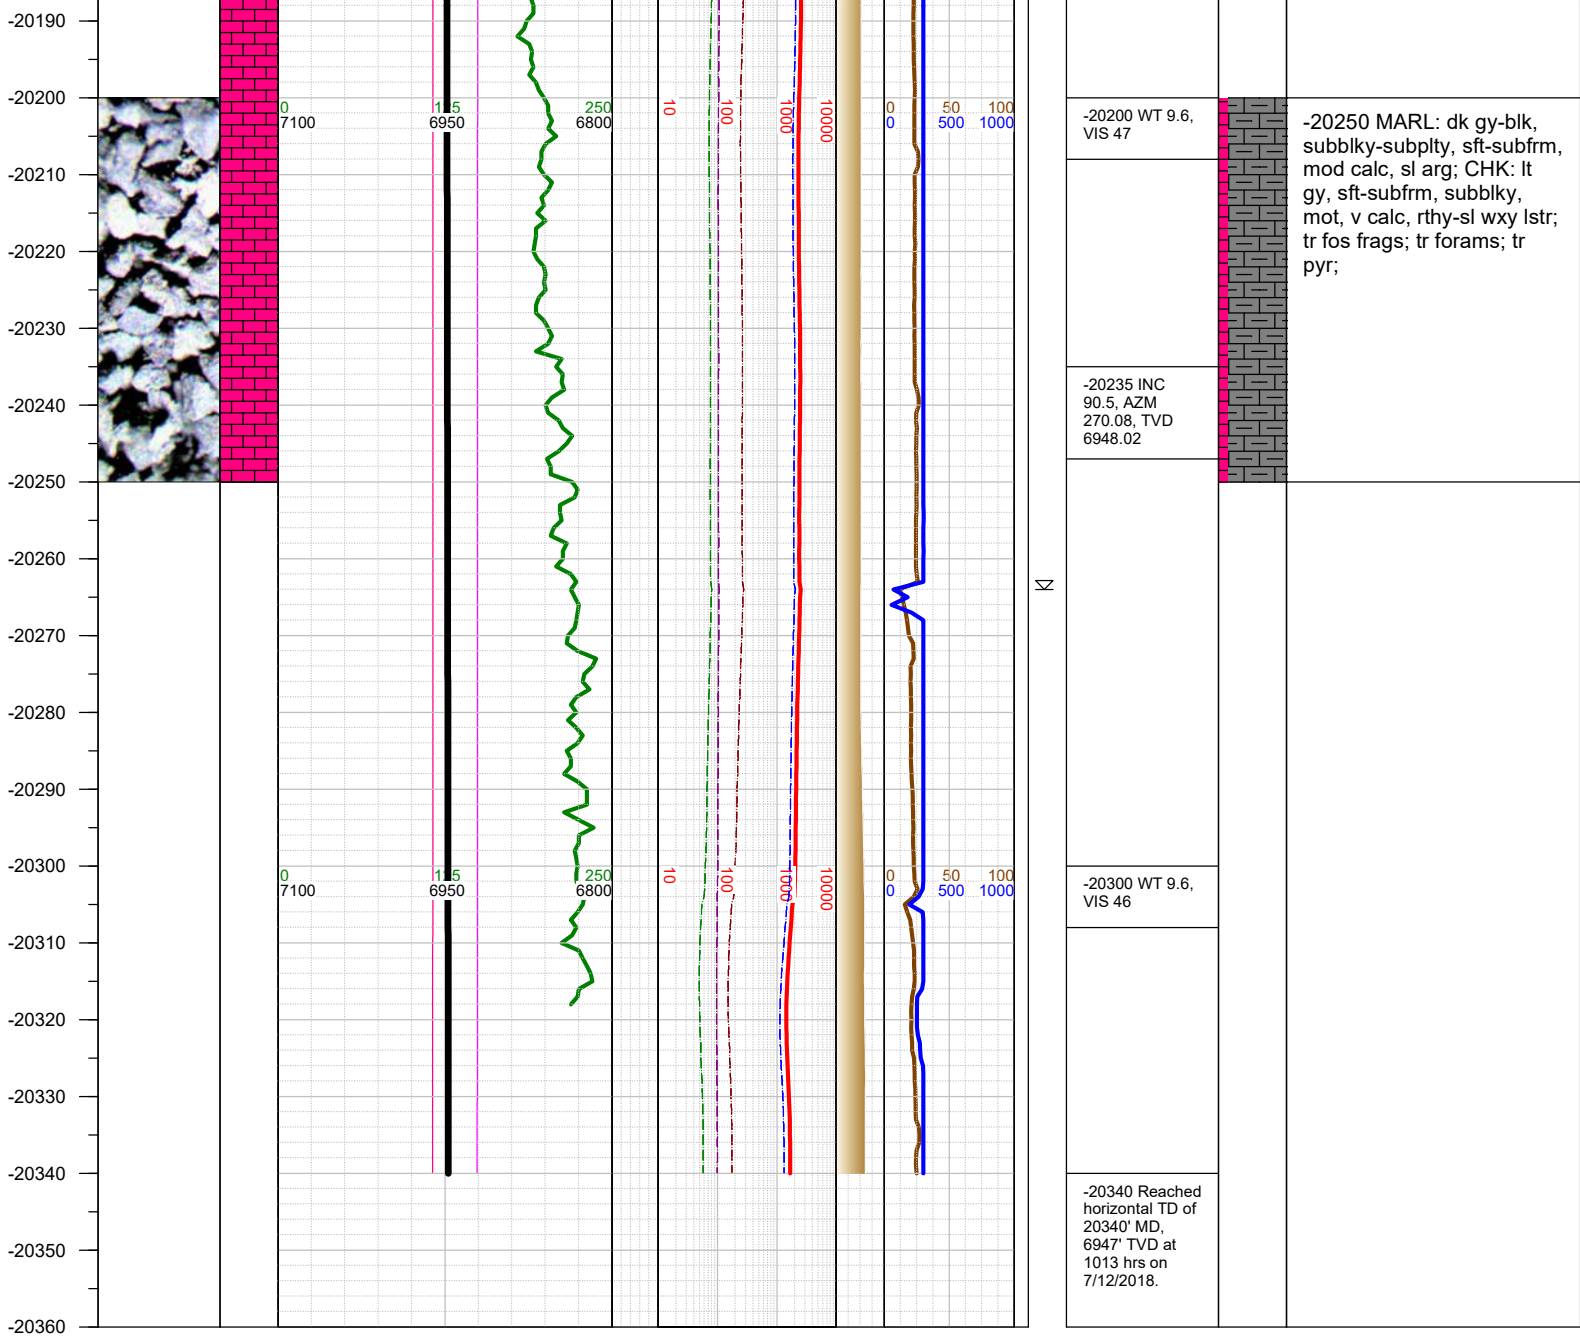 -20190
-20200
-20210
-20220
-20230
-20240
-20250
-20260
-20270
-20280
-20290
-20300
-20310
-20320
-20330
-20340
-20350
-20360
0 125 250
7100 6950 6800
10 100 1000 10000
0 50 100
0 500 1000
0 125 250
7100 6950 6800
10 100 1000 10000
0 50 100
0 500 1000
-20200 WT 9.6,
VIS 47
-20235 INC
90.5, AZM
270.08, TVD
6948.02
-20300 WT 9.6,
VIS 46
-20340 Reached
horizontal TD of
20340' MD,
6947' TVD at
1013 hrs on
7/12/2018.
-20250 MARL: dk gy-blk,
subblky-subplty, sft-subfrm,
mod calc, sl arg; CHK: lt
gy, sft-subfrm, subblky,
mot, v calc, rthy-sl wxy lstr;
tr fos frags; tr forams; tr
pyr;